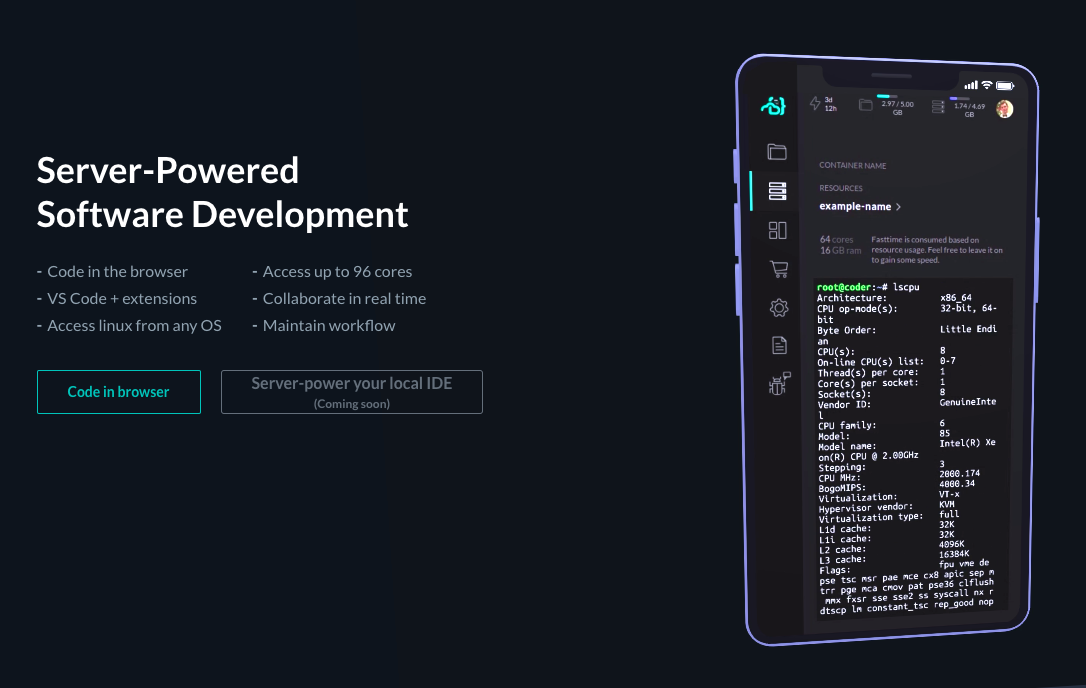 Server-Powered
Software Development
- Code in the browser
- VS Code + extensions
- Access linux from any OS
- Access up to 96 cores
- Collaborate in real time
- Maintain workflow
Code in browser
Server-power your local IDE
(Coming soon)
3d
12h
2.97 / 5.00
GB
1.74 / 4.69
GB
CONTAINER NAME
RESOURCES
example-name >
64 cores
16 GB ram
Fasttime is consumed based on
resource usage. Feel free to leave it on
to gain some speed.
root@coder:~# lscpu
Architecture: x86_64
CPU op-mode(s): 32-bit, 64-
bit
Byte Order: Little Endi
an
CPU(s): 8
On-line CPU(s) list: 0-7
Thread(s) per core: 1
Core(s) per socket: 1
Socket(s): 8
Vendor ID: GenuineInte
l
CPU family: 6
Model: 85
Model name: Intel(R) Xe
on(R) CPU @ 2.00GHz
Stepping: 3
CPU MHz: 2000.174
BogoMIPS: 4000.34
Virtualization: VT-x
Hypervisor vendor: KVM
Virtualization type: full
L1d cache: 32K
L1i cache: 32K
L2 cache: 4096K
L3 cache: 16384K
Flags: fpu vme de
pse tsc msr pae mce cx8 apic sep m
trr pge mca cmov pat pse36 clflush
mmx fxsr sse sse2 ss syscall nx r
dtscp lm constant_tsc rep_good nop